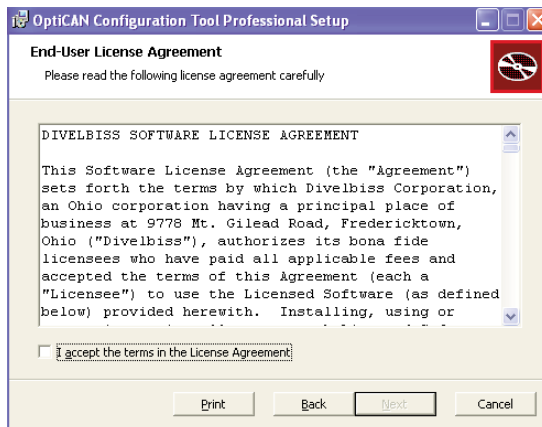 OptiCAN Configuration Tool Professional Setup
End-User License Agreement
Please read the following license agreement carefully
DIVELBISS SOFTWARE LICENSE AGREEMENT
This Software License Agreement (the "Agreement")
sets forth the terms by which Divelbiss Corporation,
an Ohio corporation having a principal place of
business at 9778 Mt. Gilead Road, Fredericktown,
Ohio ("Divelbiss"), authorizes its bona fide
licensees who have paid all applicable fees and
accepted the terms of this Agreement (each a
"Licensee") to use the Licensed Software (as defined
below) provided herewith.  Installing, using or
I accept the terms in the License Agreement
Print Back Next Cancel